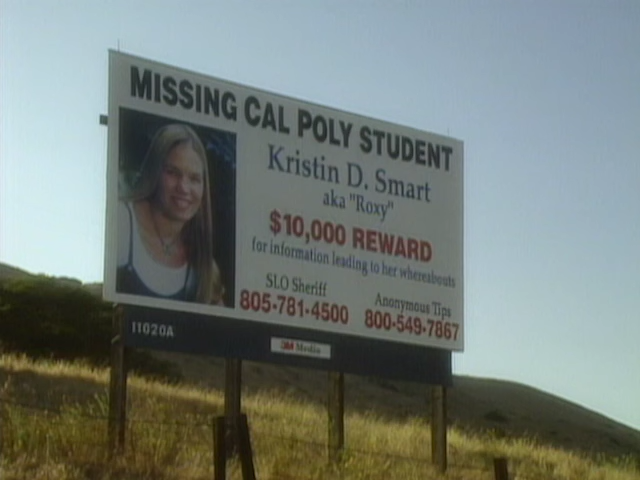 MISSING CAL POLY STUDENT
Kristin D. Smart
aka "Roxy"
$10,000 REWARD
for information leading to her whereabouts
SLO Sheriff
805-781-4500
Anonymous Tips
800-549-7867
11020A
3M Media